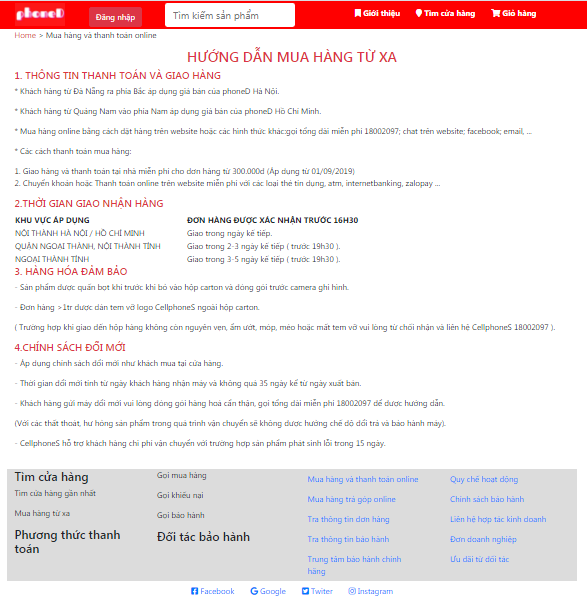 phoneD
Đăng nhập
Tìm kiếm sản phẩm
Giới thiệu
Tìm cửa hàng
Giỏ hàng
Home > Mua hàng và thanh toán online
HƯỚNG DẪN MUA HÀNG TỪ XA
1. THÔNG TIN THANH TOÁN VÀ GIAO HÀNG
* Khách hàng từ Đà Nẵng ra phía Bắc áp dụng giá bán của phoneD Hà Nội.
* Khách hàng từ Quảng Nam vào phía Nam áp dụng giá bán của phoneD Hồ Chí Minh.
* Mua hàng online bằng cách đặt hàng trên website hoặc các hình thức khác:gọi tổng đài miễn phí 18002097; chat trên website; facebook; email, ...
* Các cách thanh toán mua hàng:
1. Giao hàng và thanh toán tại nhà miễn phí cho đơn hàng từ 300.000đ (Áp dụng từ 01/09/2019)
2. Chuyển khoản hoặc Thanh toán online trên website miễn phí với các loại thẻ tín dụng, atm, internetbanking, zalopay ...
2.THỜI GIAN GIAO NHẬN HÀNG
KHU VỰC ÁP DỤNG ĐƠN HÀNG ĐƯỢC XÁC NHẬN TRƯỚC 16H30
NỘI THÀNH HÀ NỘI / HỒ CHÍ MINH Giao trong ngày kế tiếp.
QUẬN NGOẠI THÀNH, NỘI THÀNH TỈNH Giao trong 2-3 ngày kế tiếp ( trước 19h30 ).
NGOẠI THÀNH TỈNH Giao trong 3-5 ngày kế tiếp ( trước 19h30 ).
3. HÀNG HÓA ĐẢM BẢO
- Sản phẩm được quấn bọt khí trước khi bỏ vào hộp carton và đóng gói trước camera ghi hình.
- Đơn hàng >1tr dược dán tem vỡ logo CellphoneS ngoài hộp carton.
( Trường hợp khi giao đến hộp hàng không còn nguyên vẹn, ẩm ướt, móp, méo hoặc mất tem vỡ vui lòng từ chối nhận và liên hệ CellphoneS 18002097 ).
4.CHÍNH SÁCH ĐỔI MỚI
- Áp dụng chính sách đổi mới như khách mua tại cửa hàng.
- Thời gian đổi mới tính từ ngày khách hàng nhận máy và không quá 35 ngày kể từ ngày xuất bán.
- Khách hàng gửi máy đổi mới vui lòng đóng gói hàng hoá cẩn thận, gọi tổng đài miễn phí 18002097 để được hướng dẫn.
(Với các thất thoát, hư hỏng sản phẩm trong quá trình vận chuyển sẽ không được hưởng chế độ đổi trả và bảo hành máy).
- CellphoneS hỗ trợ khách hàng chi phí vận chuyển với trường hợp sản phẩm phát sinh lỗi trong 15 ngày.
Tìm cửa hàng
Tìm cửa hàng gần nhất
Mua hàng từ xa
Phương thức thanh
toán
Gọi mua hàng
Gọi khiếu nại
Gọi bảo hành
Đối tác bảo hành
Mua hàng và thanh toán online
Mua hàng trả góp online
Tra thông tin đơn hàng
Tra thông tin bảo hành
Trung tâm bảo hành chính
hãng
Quy chế hoạt động
Chính sách bảo hành
Liên hệ hợp tác kinh doanh
Đơn doanh nghiệp
Ưu đãi từ đối tác
Facebook
Google
Twiter
Instagram